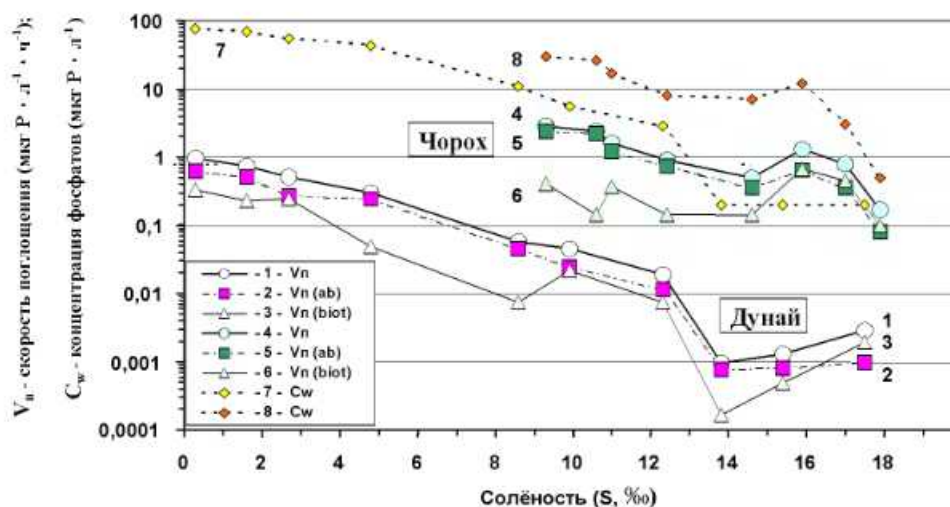 V_n - скорость поглощения (мкг P · л⁻¹ · ч⁻¹);
C_w - концентрация фосфатов (мкг P · л⁻¹)
100
10
1
0,1
0,01
0,001
0,0001
7
8
4
5
6
Чорох
Дунай
1
3
2
- 1 - Vn
- 2 - Vn (ab)
- 3 - Vn (biot)
- 4 - Vn
- 5 - Vn (ab)
- 6 - Vn (biot)
- 7 - Cw
- 8 - Cw
0 2 4 6 8 10 12 14 16 18
Солёность (S, ‰)